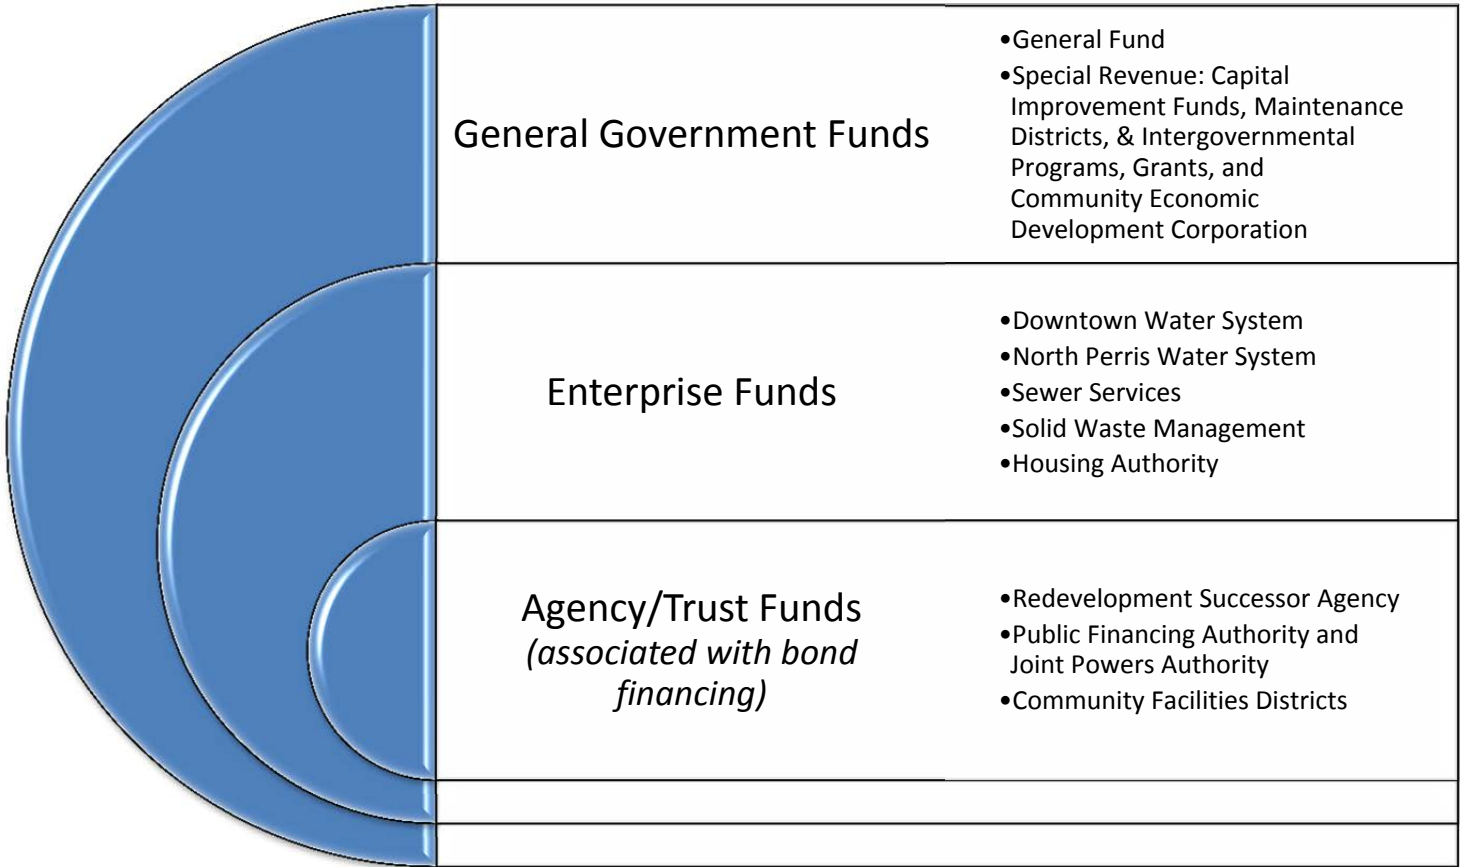 General Government Funds
•General Fund
•Special Revenue: Capital
Improvement Funds, Maintenance
Districts, & Intergovernmental
Programs, Grants, and
Community Economic
Development Corporation
Enterprise Funds
•Downtown Water System
•North Perris Water System
•Sewer Services
•Solid Waste Management
•Housing Authority
Agency/Trust Funds
(associated with bond
financing)
•Redevelopment Successor Agency
•Public Financing Authority and
Joint Powers Authority
•Community Facilities Districts